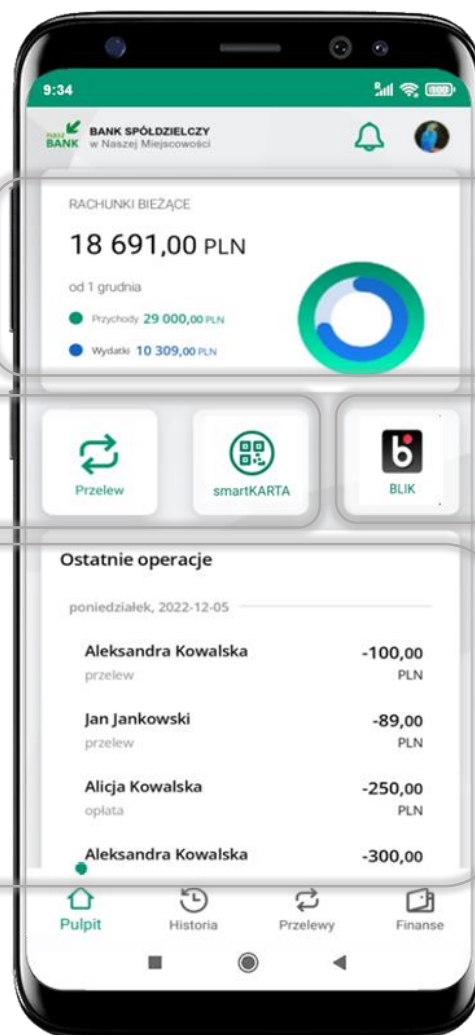 9:34
nasz BANK BANK SPÓŁDZIELCZY
w Naszej Miejscowości
RACHUNKI BIEŻĄCE
18 691,00 PLN
od 1 grudnia
Przychody 29 000,00 PLN
Wydatki 10 309,00 PLN
Przelew
smartKARTA
BLIK
Ostatnie operacje
poniedziałek, 2022-12-05
Aleksandra Kowalska -100,00
przelew PLN
Jan Jankowski -89,00
przelew PLN
Alicja Kowalska -250,00
opłata PLN
Aleksandra Kowalska -300,00
Pulpit Historia Przelewy Finanse